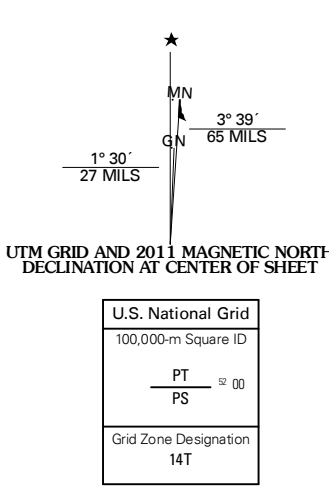 MN
3° 39´
GN
65 MILS
1° 30´
27 MILS
UTM GRID AND 2011 MAGNETIC NORTH
DECLINATION AT CENTER OF SHEET
U.S. National Grid
100,000-m Square ID
PT
52 00
PS
Grid Zone Designation
14T